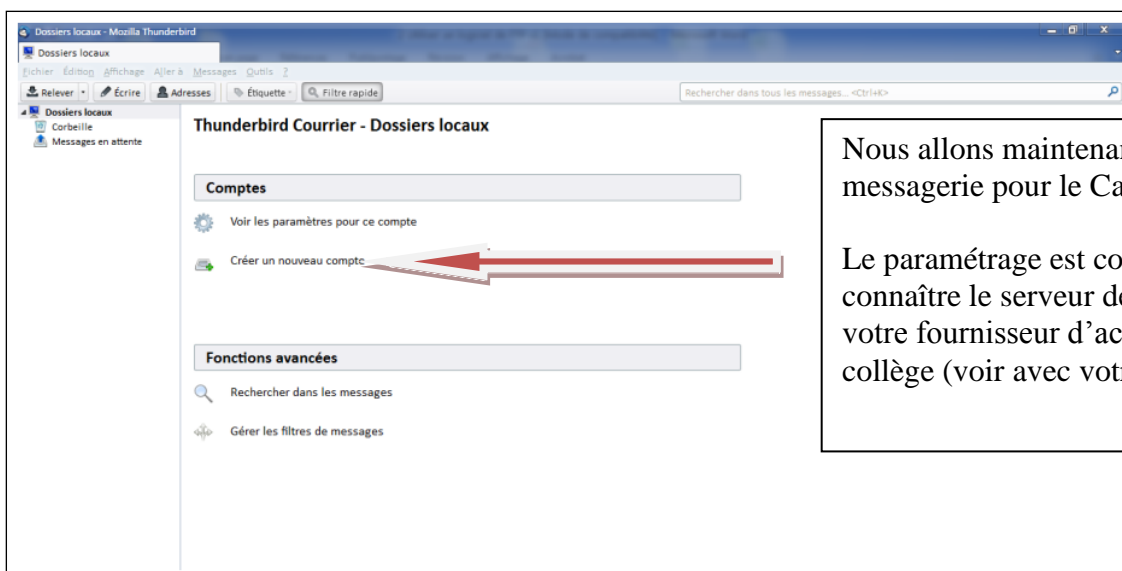 Dossiers locaux - Mozilla Thunderbird
Dossiers locaux
Fichier Édition Affichage Aller à Messages Outils ?
Relever Écrire Adresses Étiquette Filtre rapide Rechercher dans tous les messages... <Ctrl+K>
Dossiers locaux
Corbeille
Messages en attente
Thunderbird Courrier - Dossiers locaux
Comptes
Voir les paramètres pour ce compte
Créer un nouveau compte
Fonctions avancées
Rechercher dans les messages
Gérer les filtres de messages
Nous allons maintenan
messagerie pour le Ca
Le paramétrage est co
connaître le serveur de
votre fournisseur d’ac
collège (voir avec votr